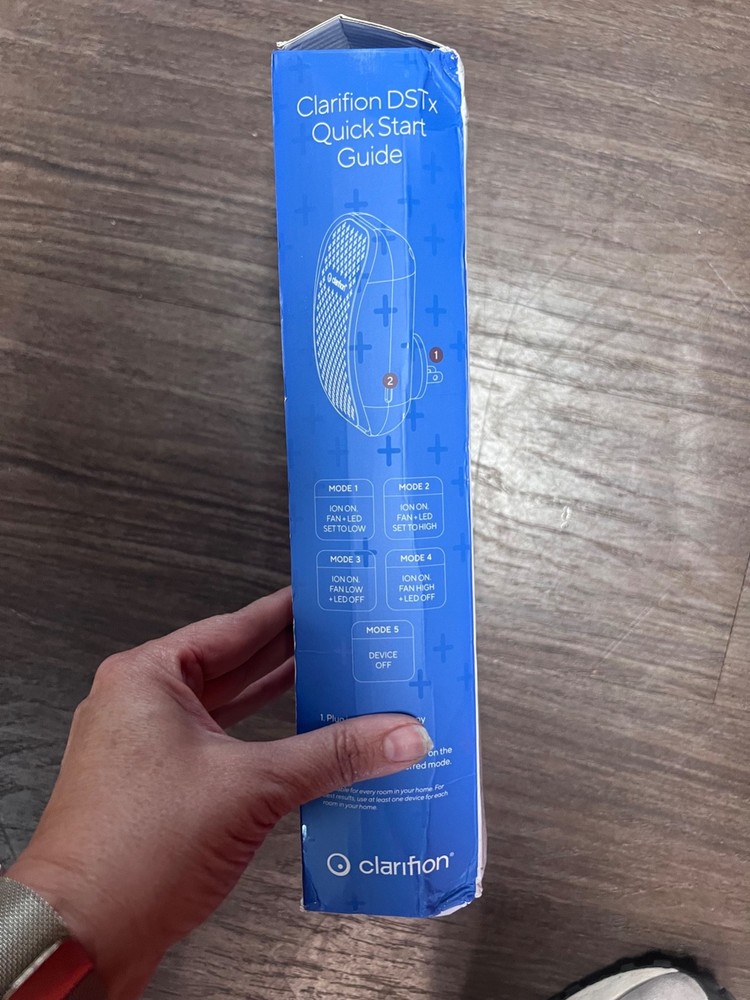 Clarifion DSTx
Quick Start
Guide
clarifion
1
2
MODE 1
ION ON.
FAN + LED
SET TO LOW
MODE 2
ION ON.
FAN + LED
SET TO HIGH
MODE 3
ION ON.
FAN LOW
+ LED OFF
MODE 4
ION ON.
FAN HIGH
+ LED OFF
MODE 5
DEVICE
OFF
1. Plug
on the
mode.
for every room in your home. For
results, use at least one device for each
room in your home.
clarifion®